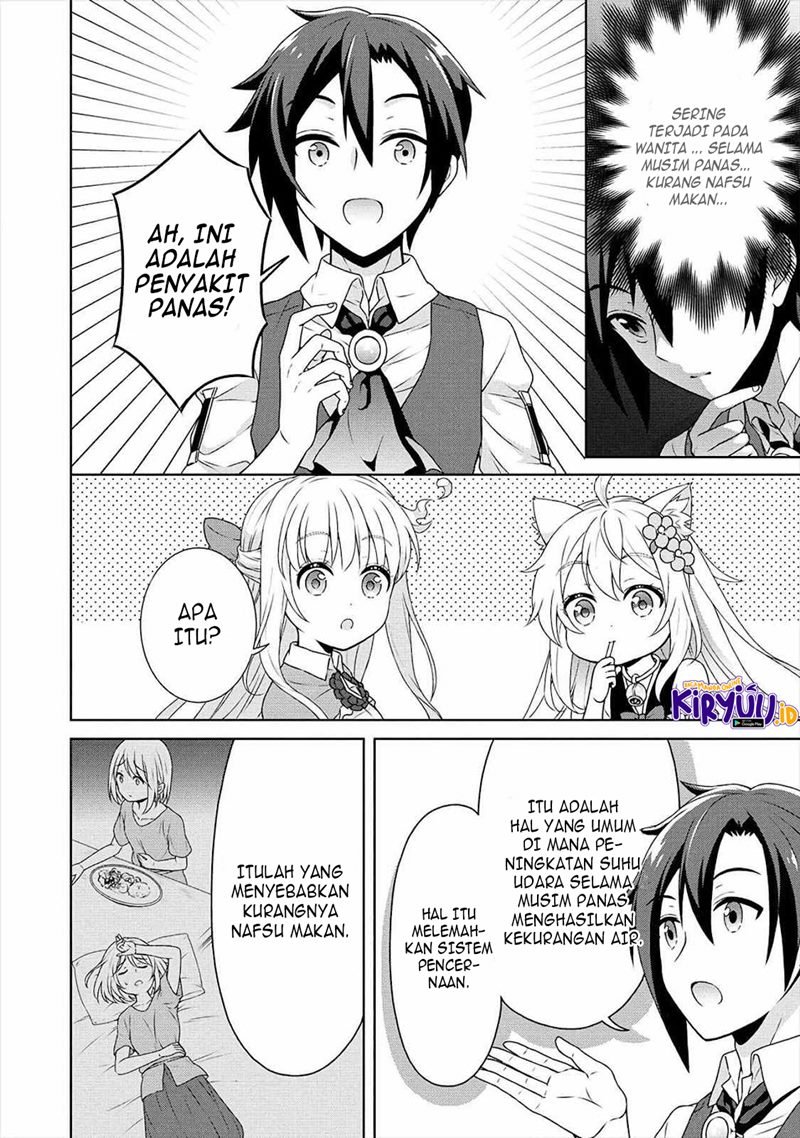 SERING
TERJADI PADA
WANITA ... SELAMA
MUSIM PANAS...
KURANG NAFSU
MAKAN...
AH, INI
ADALAH
PENYAKIT
PANAS!
APA
ITU?
KIRYUU.ID
ITU ADALAH
HAL YANG UMUM
DI MANA PE-
NINGKATAN SUHU
UDARA SELAMA
MUSIM PANAS
MENGHASILKAN
KEKURANGAN AIR.
HAL ITU
MELEMAH-
KAN SISTEM
PENCER-
NAAN.
ITULAH YANG
MENYEBABKAN
KURANGNYA
NAFSU MAKAN.